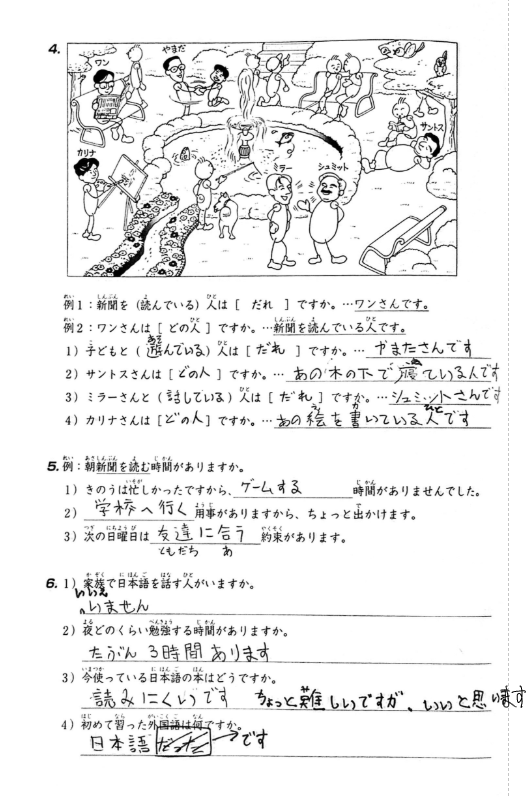 4.
ワン
やまだ
サントス
カリナ
ミラー
シュミット
例1：新聞を（読んでいる）人は［ だれ ］ですか。…ワンさんです。
例2：ワンさんは［ どの人 ］ですか。…新聞を読んでいる人です。
1）子どもと（遊んでいる）人は［ だれ ］ですか。… やまださんです
2）サントスさんは［どの人 ］ですか。… あの木の下で寝ている人です
3）ミラーさんと（話している）人は［ だれ ］ですか。…シュミットさんです
4）カリナさんは［どの人］ですか。…あの絵を書いている人です
5. 例：朝新聞を読む時間がありますか。
1）きのうは忙しかったですから、ゲームする 時間がありませんでした。
2） 学校へ行く 用事がありますから、ちょっと出かけます。
3）次の日曜日は 友達に合う 約束があります。
ともだち あ
6. 1）家族で日本語を話す人がいますか。
いいえ
いません
2）夜どのくらい勉強する時間がありますか。
たぶん 3時間 あります
3）今使っている日本語の本はどうですか。
読みにくいです ちょっと難しいですが、いいと思います
4）初めて習った外国語は何ですか。
日本語 だった →です